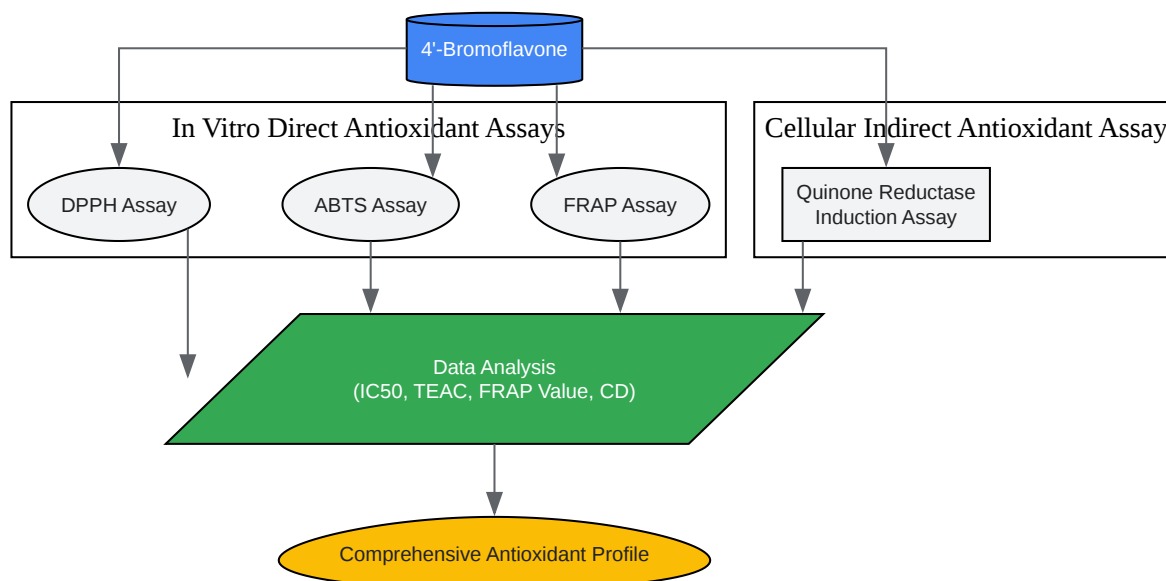 4'-Bromoflavone
In Vitro Direct Antioxidant Assays
Cellular Indirect Antioxidant Assay
DPPH Assay
ABTS Assay
FRAP Assay
Quinone Reductase
Induction Assay
Data Analysis
(IC50, TEAC, FRAP Value, CD)
Comprehensive Antioxidant Profile